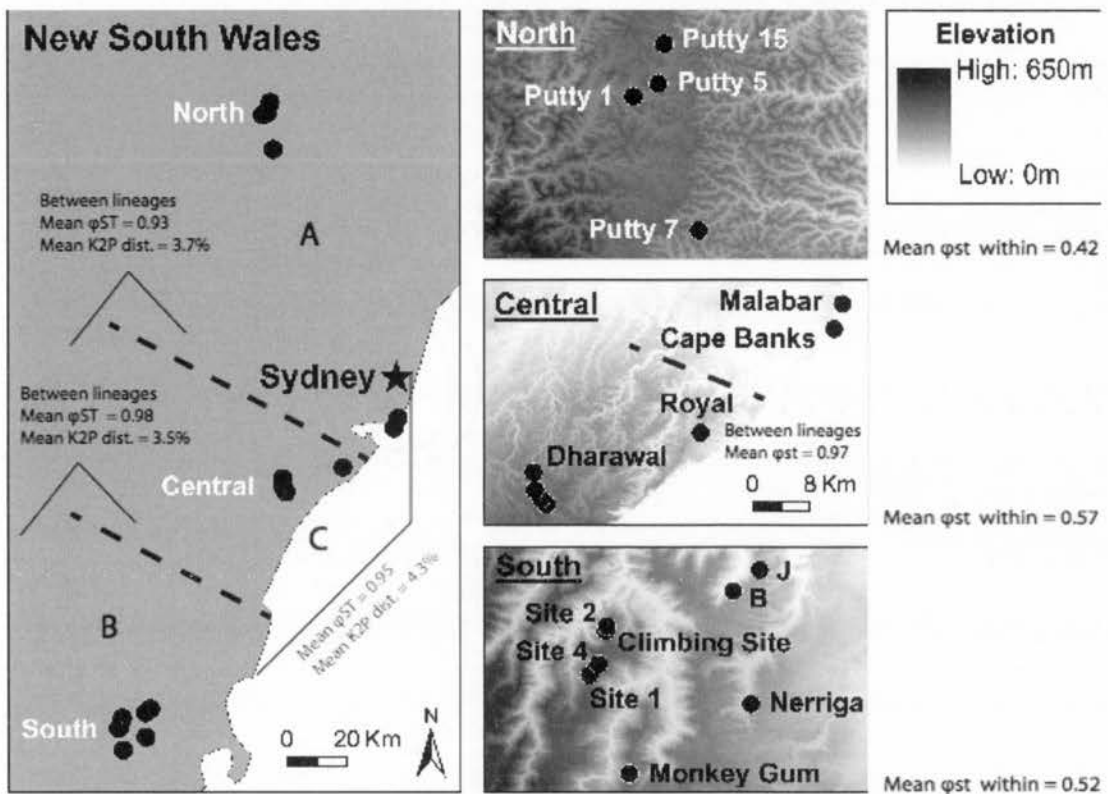 New South Wales
North
Between lineages
Mean φST = 0.93
Mean K2P dist. = 3.7%
A
Sydney
Between lineages
Mean φST = 0.98
Mean K2P dist. = 3.5%
Central
C
Mean φST = 0.95
Mean K2P dist. = 4.3%
B
South
0 20 Km
N
North
Putty 15
Putty 5
Putty 1
Putty 7
Elevation
High: 650m
Low: 0m
Mean φst within = 0.42
Central
Malabar
Cape Banks
Royal
Between lineages
Mean φst = 0.97
Dharawal
0 8 Km
Mean φst within = 0.57
South
J
B
Site 2
Climbing Site
Site 4
Site 1
Nerriga
Monkey Gum
Mean φst within = 0.52